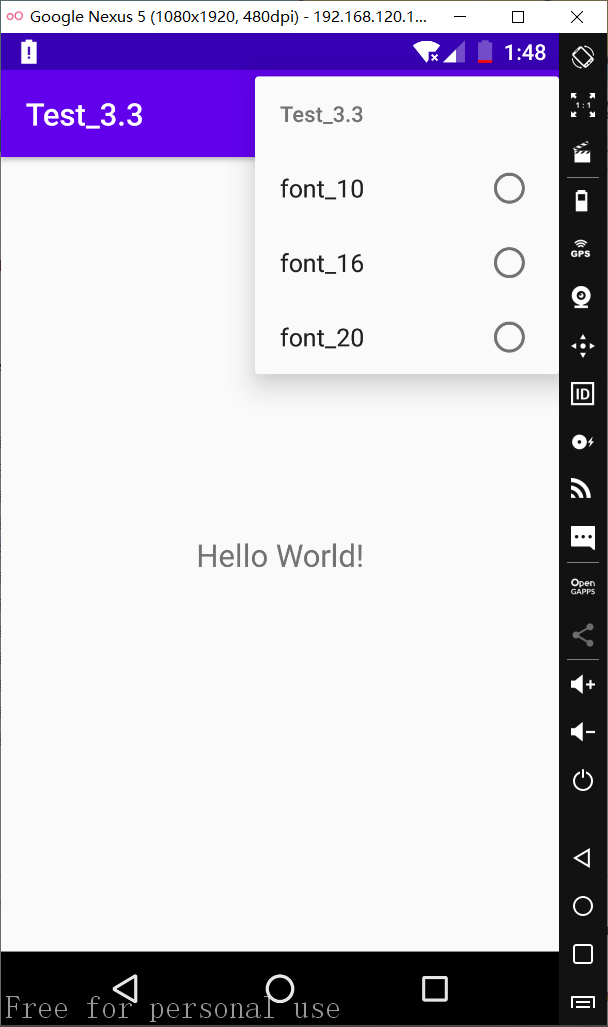 Google Nexus 5 (1080x1920, 480dpi) - 192.168.120.1...
1:48
Test_3.3
Test_3.3
font_10
font_16
font_20
Hello World!
1:1
GPS
ID
Open
GAPPS
Free for personal use